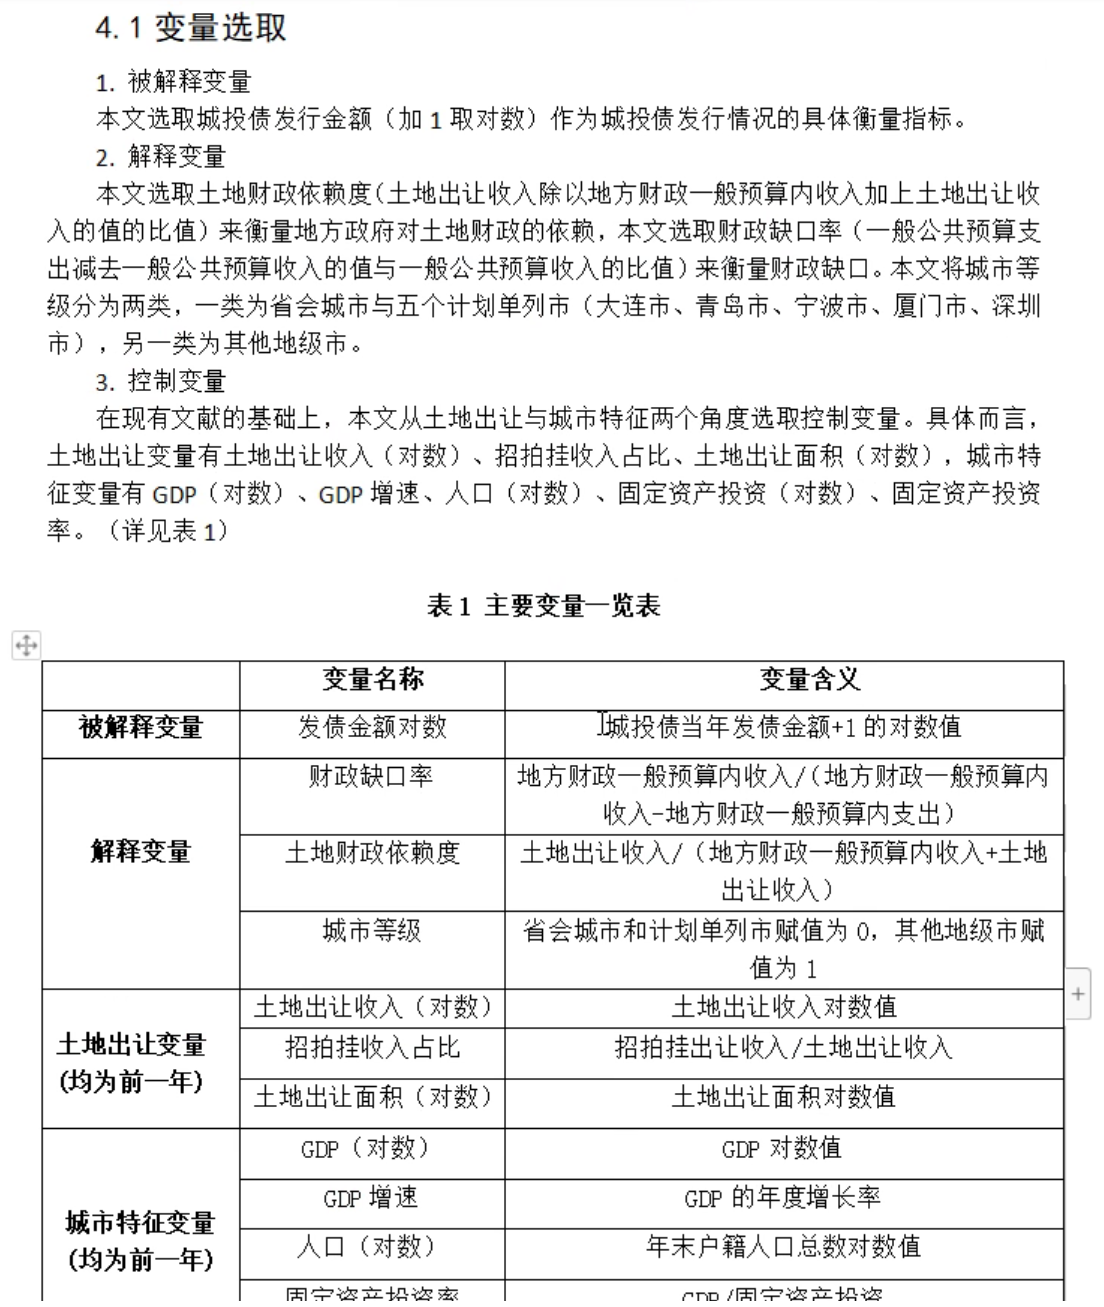 4.1 变量选取
1. 被解释变量
本文选取城投债发行金额（加 1 取对数）作为城投债发行情况的具体衡量指标。
2. 解释变量
本文选取土地财政依赖度（土地出让收入除以地方财政一般预算内收入加上土地出让收
入的值的比值）来衡量地方政府对土地财政的依赖，本文选取财政缺口率（一般公共预算支
出减去一般公共预算收入的值与一般公共预算收入的比值）来衡量财政缺口。本文将城市等
级分为两类，一类为省会城市与五个计划单列市（大连市、青岛市、宁波市、厦门市、深圳
市），另一类为其他地级市。
3. 控制变量
在现有文献的基础上，本文从土地出让与城市特征两个角度选取控制变量。具体而言，
土地出让变量有土地出让收入（对数）、招拍挂收入占比、土地出让面积（对数），城市特
征变量有 GDP（对数）、GDP 增速、人口（对数）、固定资产投资（对数）、固定资产投资
率。（详见表 1）
表 1 主要变量一览表
变量名称 变量含义
被解释变量 发债金额对数 城投债当年发债金额+1 的对数值
解释变量
财政缺口率 地方财政一般预算内收入/（地方财政一般预算内
收入-地方财政一般预算内支出）
土地财政依赖度 土地出让收入/（地方财政一般预算内收入+土地
出让收入）
城市等级 省会城市和计划单列市赋值为 0，其他地级市赋
值为 1
土地出让变量
(均为前一年)
土地出让收入（对数） 土地出让收入对数值
招拍挂收入占比 招拍挂出让收入/土地出让收入
土地出让面积（对数） 土地出让面积对数值
城市特征变量
(均为前一年)
GDP（对数） GDP 对数值
GDP 增速 GDP 的年度增长率
人口（对数） 年末户籍人口总数对数值
固定资产投资率 GDP/固定资产投资